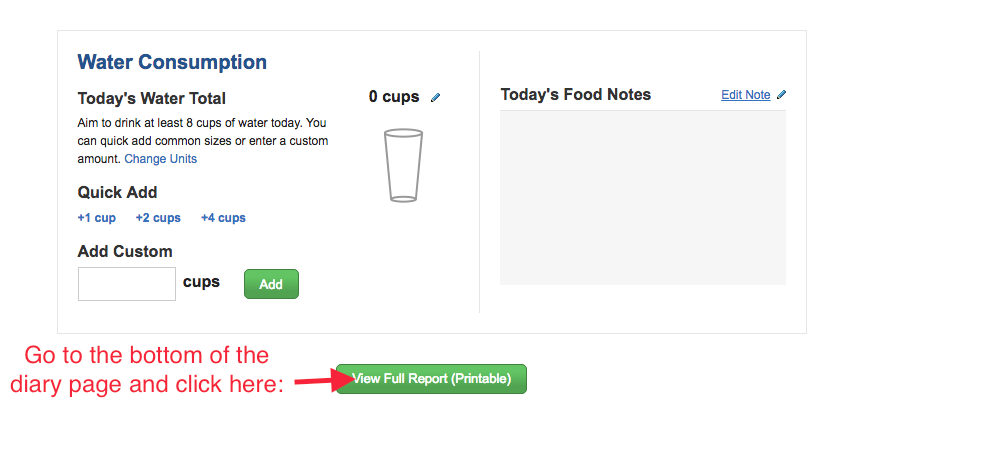 Water Consumption
Today's Water Total
0 cups
Aim to drink at least 8 cups of water today. You
can quick add common sizes or enter a custom
amount. Change Units
Quick Add
+1 cup +2 cups +4 cups
Add Custom
cups
Add
Today's Food Notes
Edit Note
Go to the bottom of the
diary page and click here:
View Full Report (Printable)